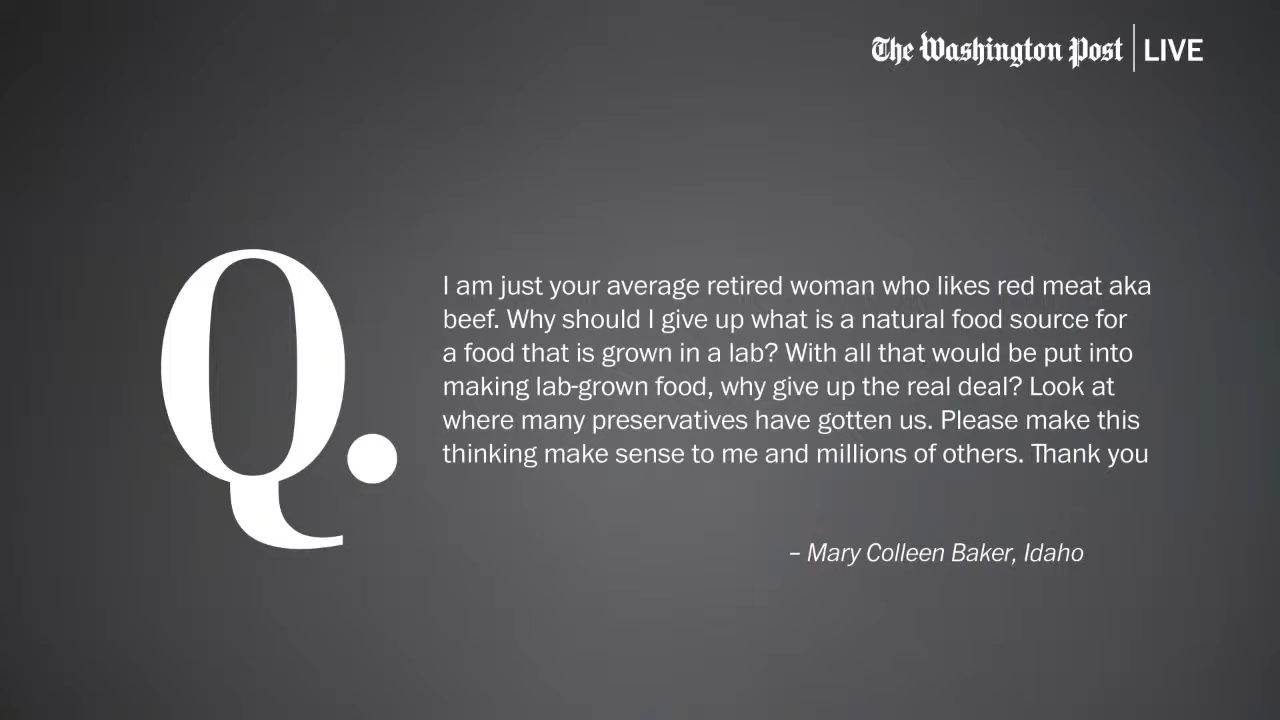 The Washington Post | LIVE
Q.
I am just your average retired woman who likes red meat aka
beef. Why should I give up what is a natural food source for
a food that is grown in a lab? With all that would be put into
making lab-grown food, why give up the real deal? Look at
where many preservatives have gotten us. Please make this
thinking make sense to me and millions of others. Thank you
– Mary Colleen Baker, Idaho